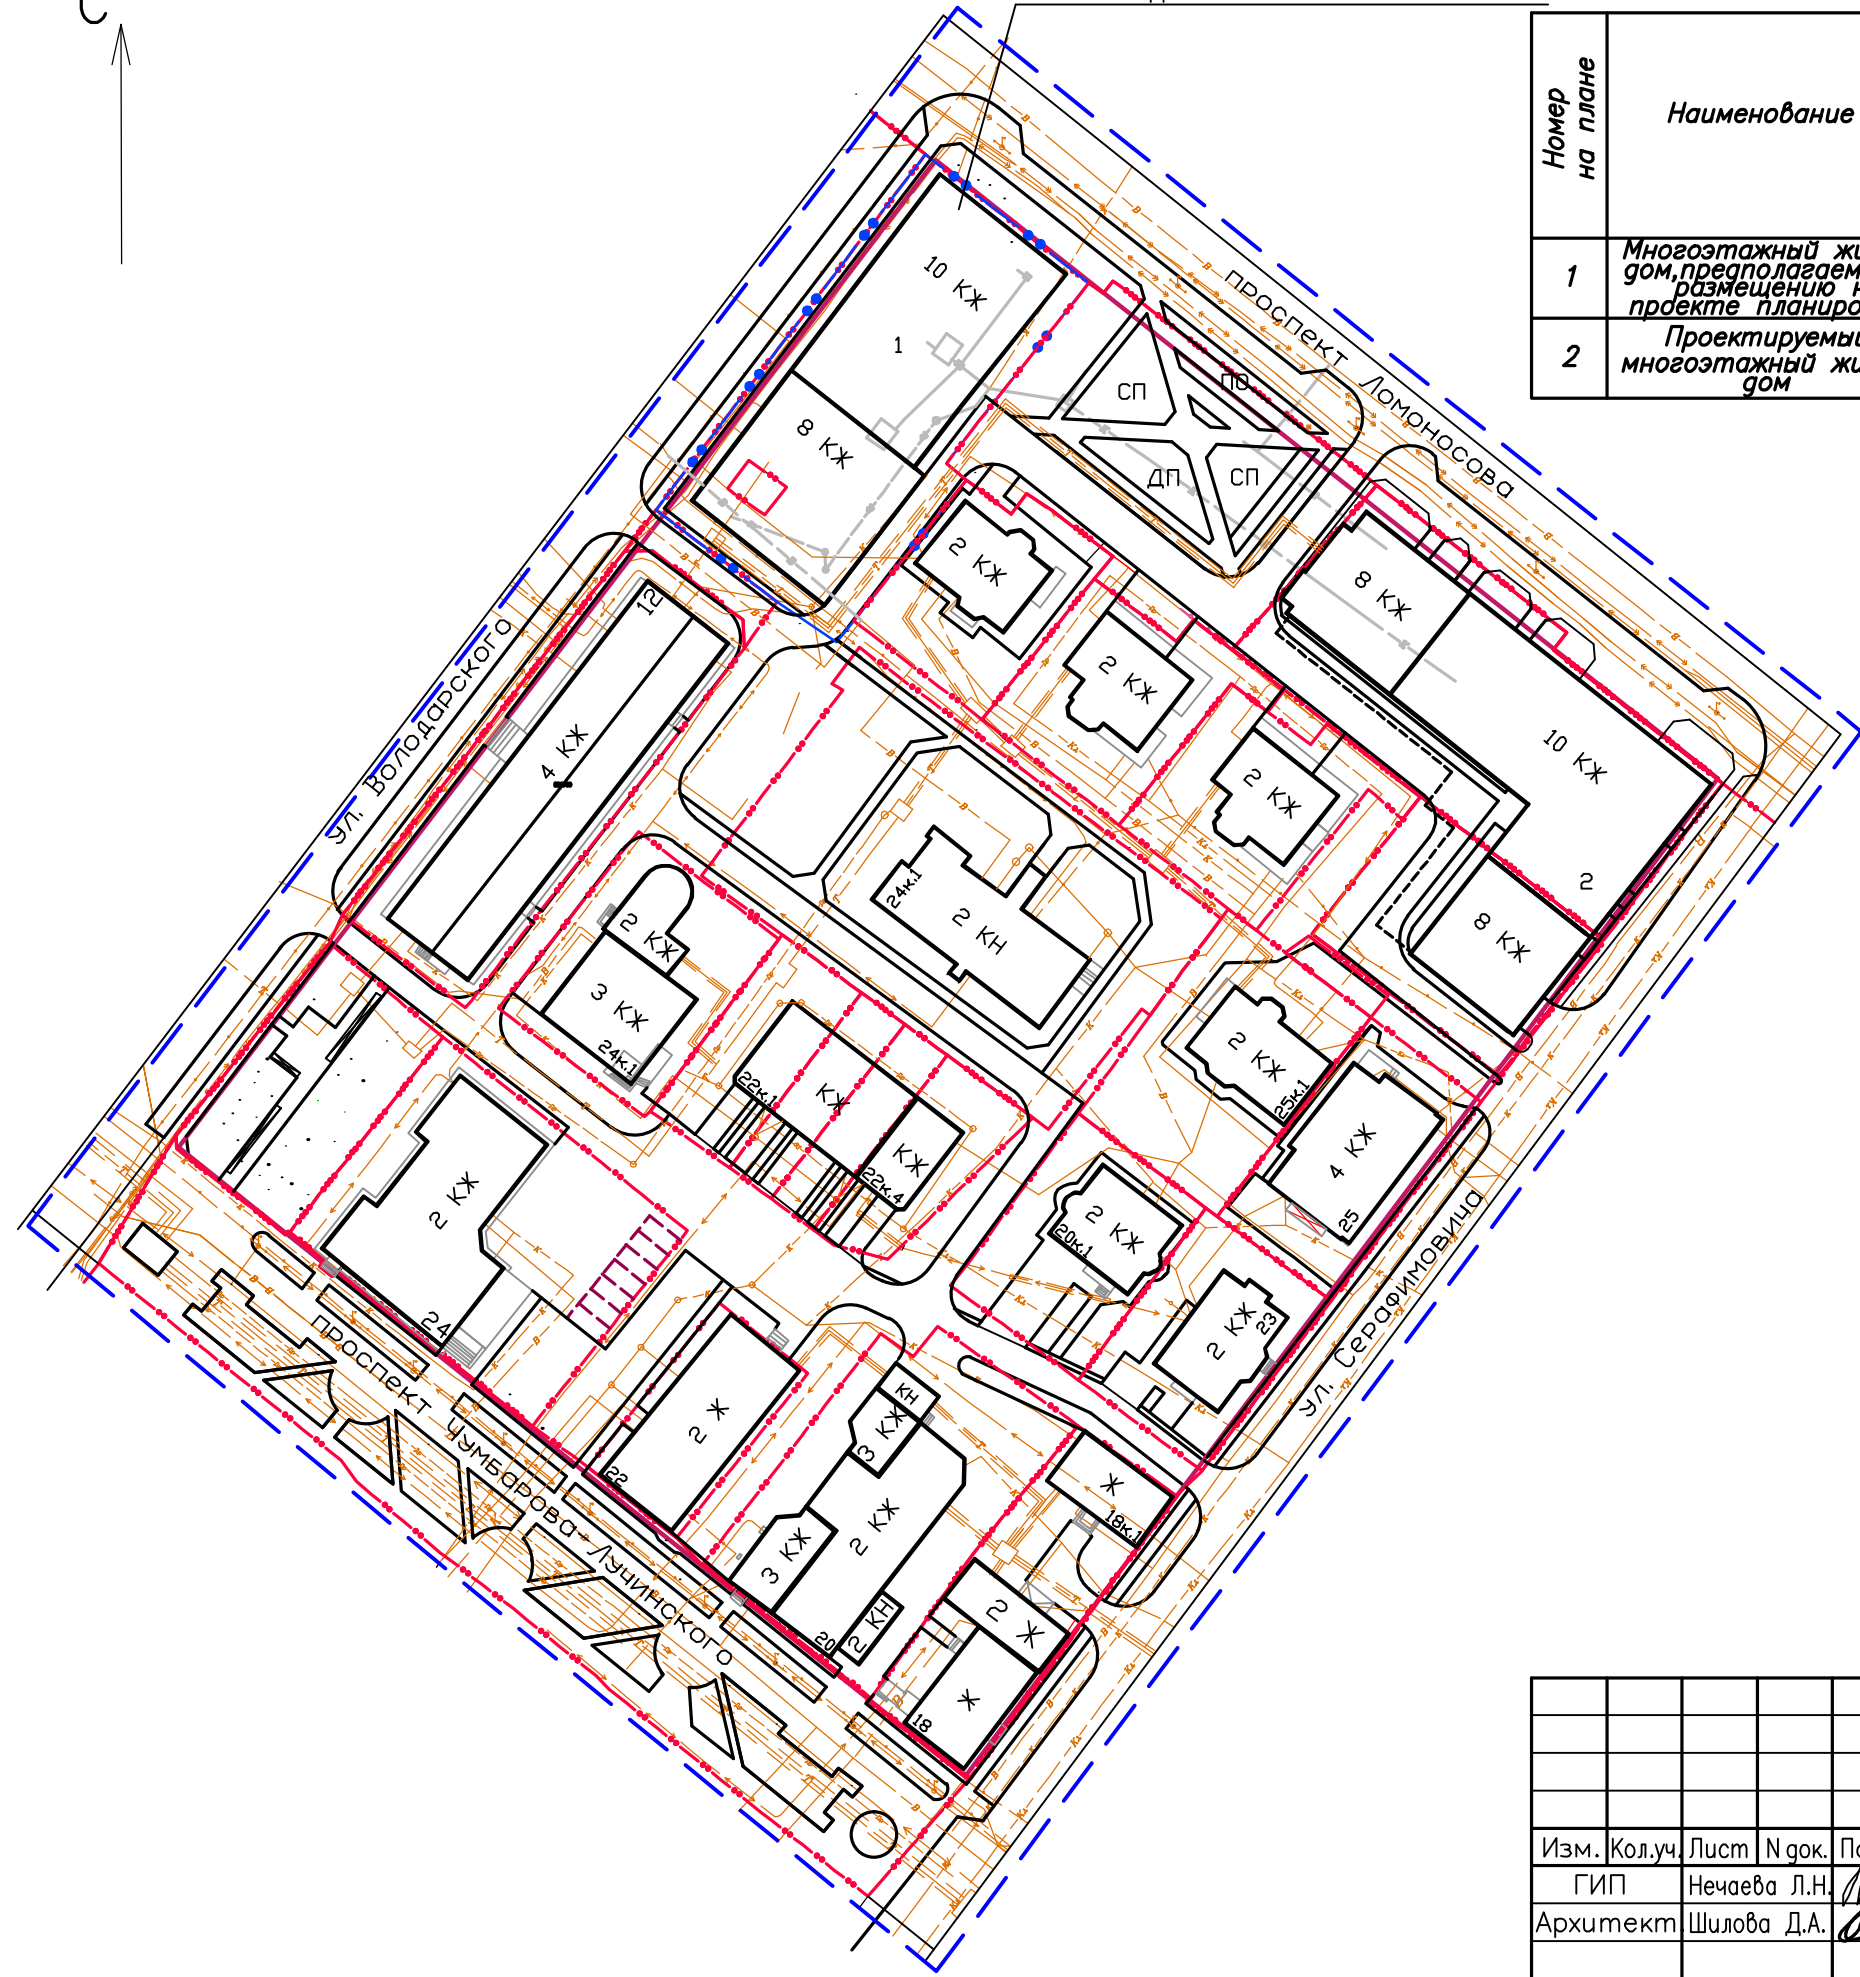 С
Номер
на плане
Наименование
1
Многоэтажный
дом,
размещению
проекте
2
Проектируемый
многоэтажный
дом
проспект Ломоносова
ул. Володарского
ул. Серафимовича
проспект Чумбарова-Лучинского
10 КЖ
1
8 КЖ
СП
ПО
ДП
СП
2 КЖ
8 КЖ
12
2 КЖ
4 КЖ
2 КЖ
10 КЖ
2
24к.1
2 КН
8 КЖ
2 КЖ
3 КЖ
24к.1
22к.1
КЖ
2 КЖ
25к.1
КЖ
22к.4
4 КЖ
25
2 КЖ
24
2 КЖ
20к.1
2 КЖ
23
2 Ж
22
КН
3 КЖ
2 КЖ
3 КЖ
Ж
18к.1
2 КН
20
2 Ж
Ж
18
Изм.
Кол.уч.
Лист
N док.
ГИП
Нечаева Л.Н.
Архитект
Шилова Д.А.